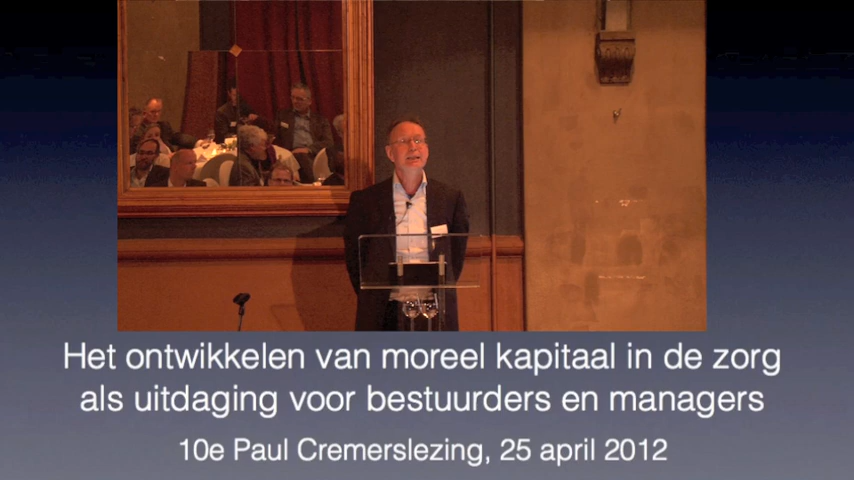 Het ontwikkelen van moreel kapitaal in de zorg
als uitdaging voor bestuurders en managers
10e Paul Cremerslezing, 25 april 2012